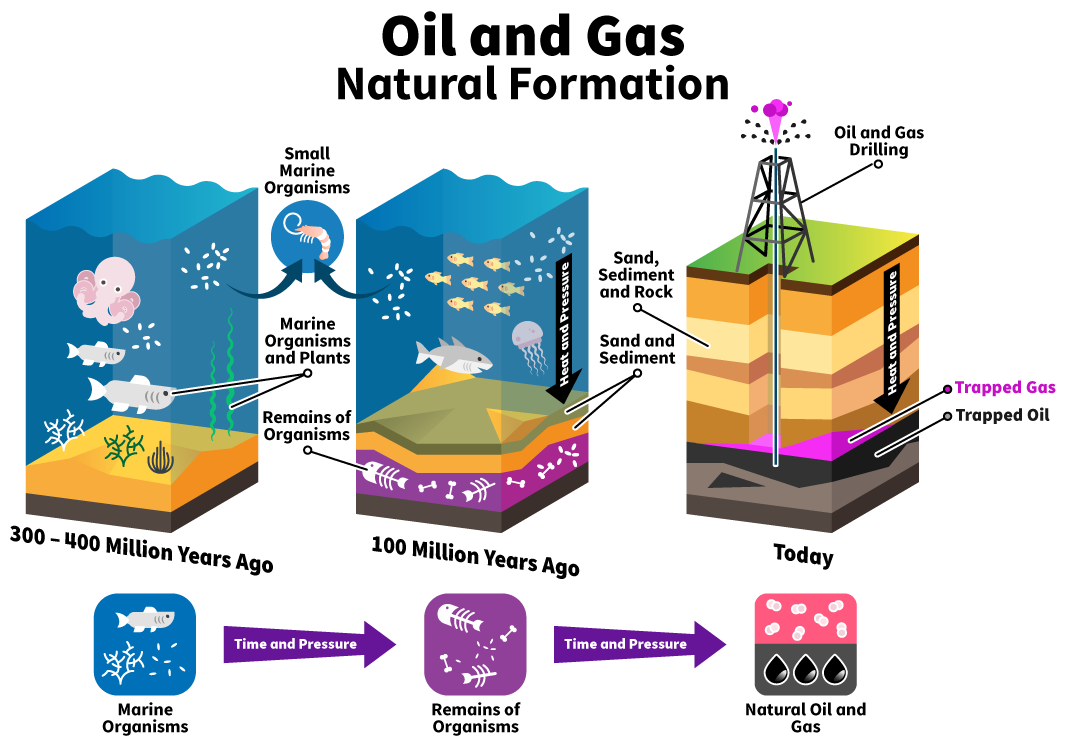 Oil and Gas
Natural Formation
Small
Marine
Organisms
Marine
Organisms
and Plants
Remains of
Organisms
Heat and Pressure
Sand,
Sediment
and Rock
Sand and
Sediment
Oil and Gas
Drilling
Heat and Pressure
Trapped Gas
Trapped Oil
300 – 400 Million Years Ago
100 Million Years Ago
Today
Time and Pressure
Time and Pressure
Marine
Organisms
Remains of
Organisms
Natural Oil and
Gas